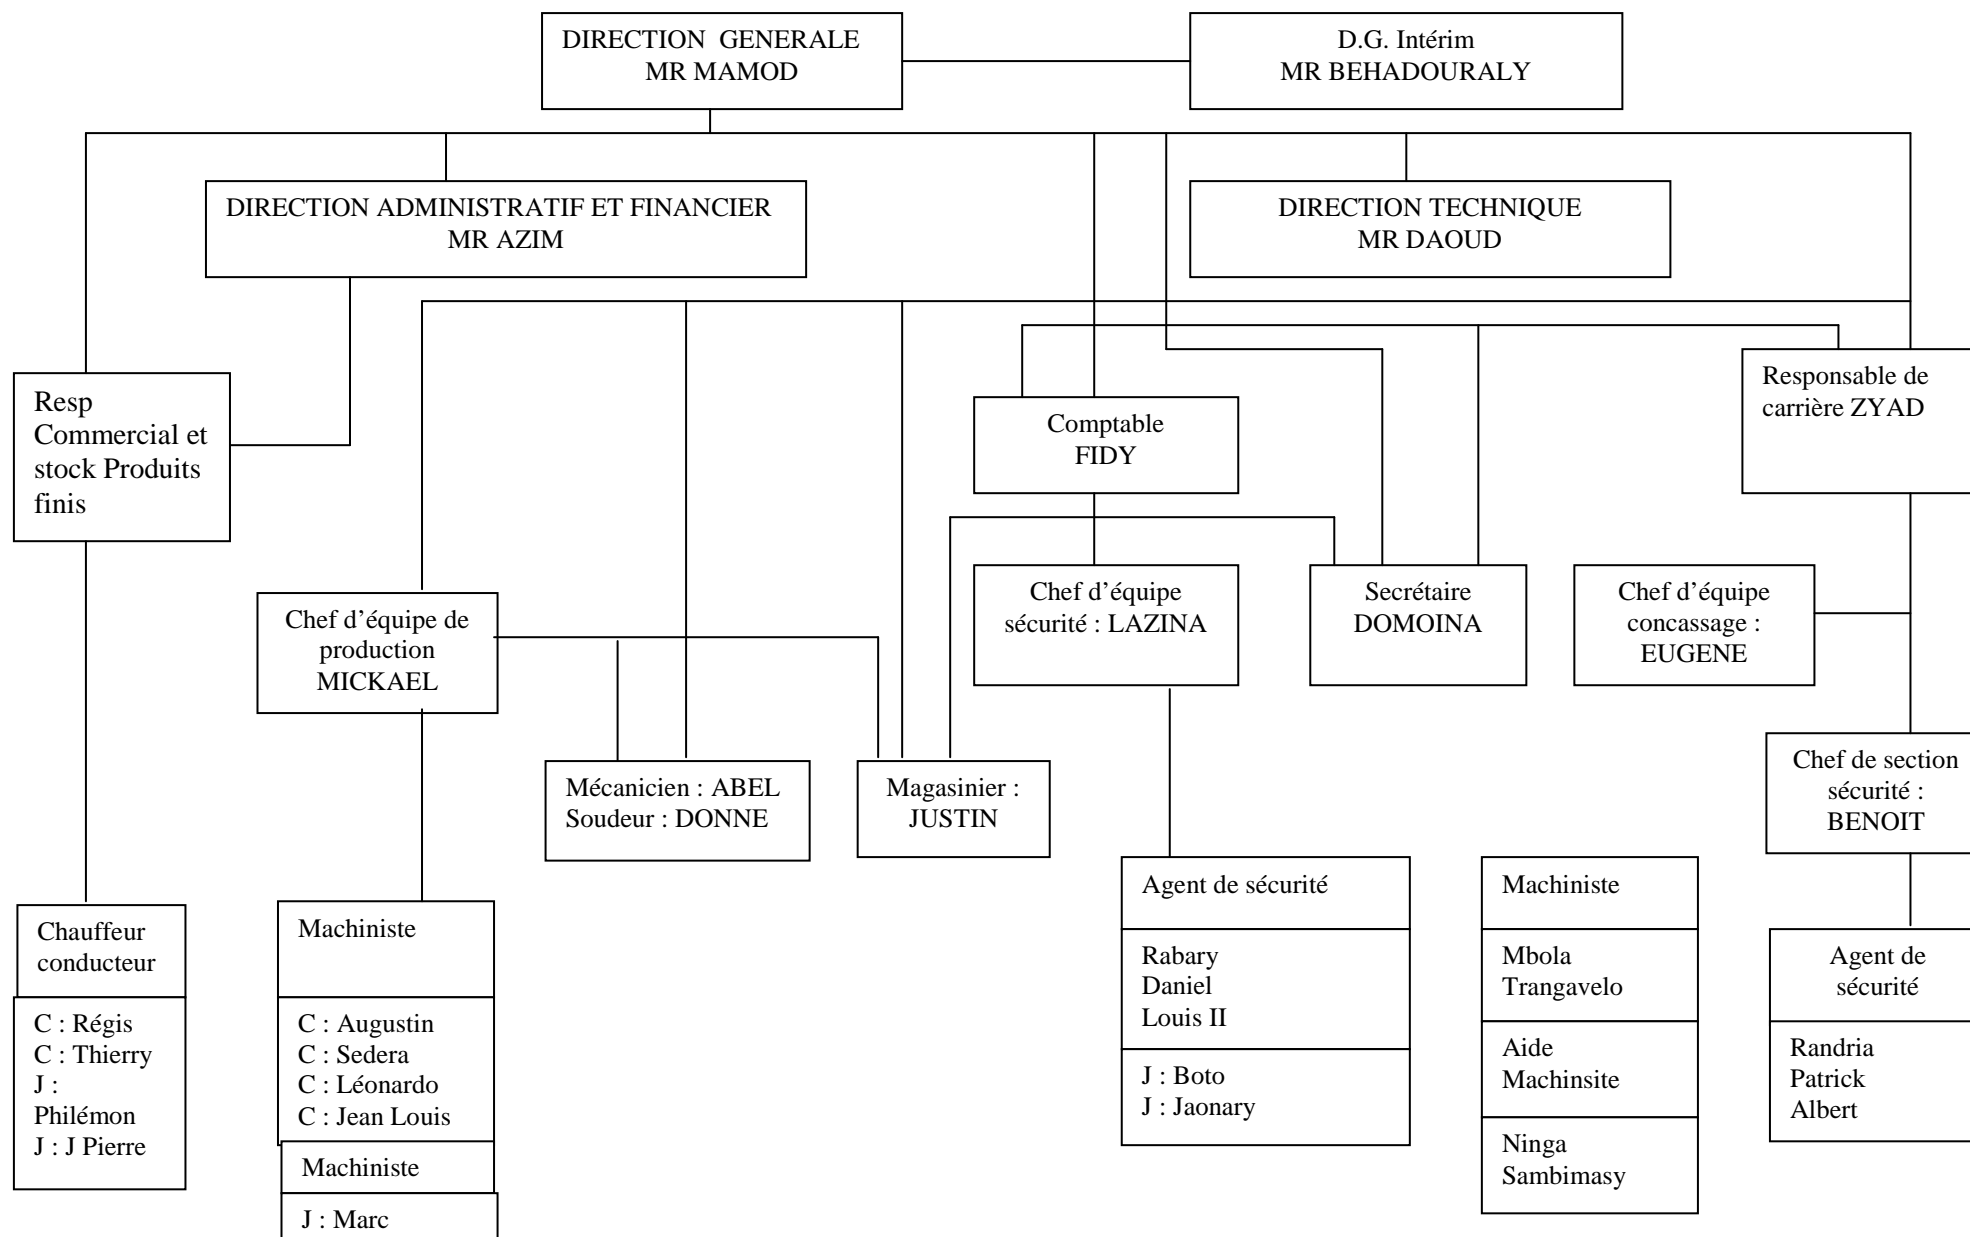 DIRECTION GENERALE
MR MAMOD
D.G. Intérim
MR BEHADOURALY
DIRECTION ADMINISTRATIF ET FINANCIER
MR AZIM
DIRECTION TECHNIQUE
MR DAOUD
Resp
Commercial et
stock Produits
finis
Comptable
FIDY
Responsable de
carrière ZYAD
Chef d’équipe de
production
MICKAEL
Chef d’équipe
sécurité : LAZINA
Secrétaire
DOMOINA
Chef d’équipe
concassage :
EUGENE
Mécanicien : ABEL
Soudeur : DONNE
Magasinier :
JUSTIN
Chef de section
sécurité :
BENOIT
Chauffeur
conducteur
C : Régis
C : Thierry
J :
Philémon
J : J Pierre
Machiniste
C : Augustin
C : Sedera
C : Léonardo
C : Jean Louis
Machiniste
J : Marc
Agent de sécurité
Rabary
Daniel
Louis II
J : Boto
J : Jaonary
Machiniste
Mbola
Trangavelo
Aide
Machinsite
Ninga
Sambimasy
Agent de
sécurité
Randria
Patrick
Albert